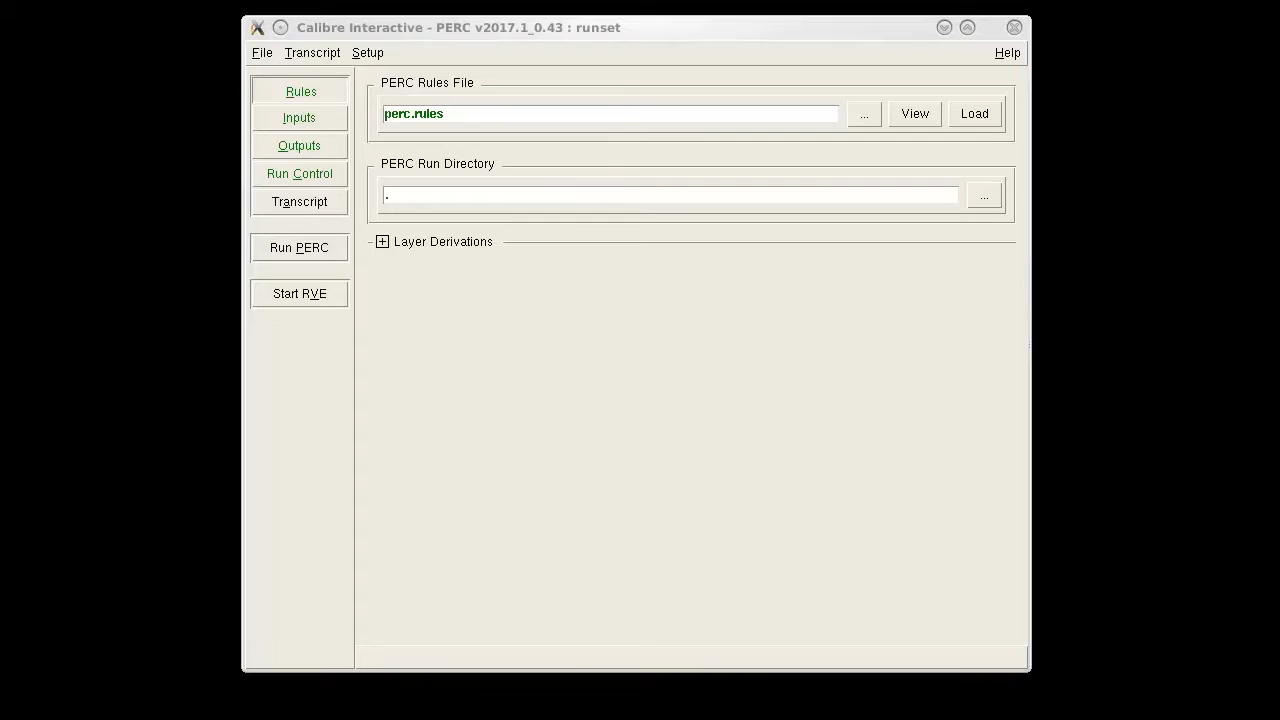 Calibre Interactive - PERC v2017.1_0.43 : runset
File Transcript Setup Help
Rules
Inputs
Outputs
Run Control
Transcript
Run PERC
Start RVE
PERC Rules File
perc.rules ... View Load
PERC Run Directory
. ...
+ Layer Derivations